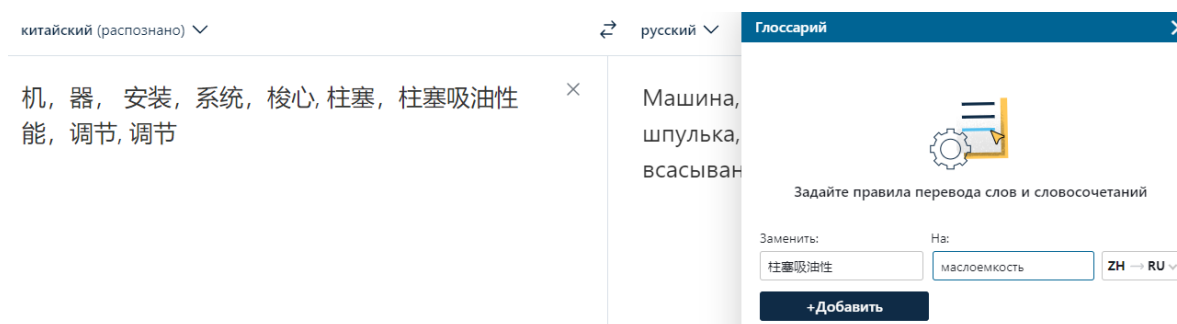 китайский (распознано)
русский
Глоссарий
机，器， 安装，系统，梭心, 柱塞，柱塞吸油性
能，调节, 调节
Машина,
шпулька,
всасыван
Задайте правила перевода слов и словосочетаний
Заменить:
На:
柱塞吸油性
маслоемкость
ZH → RU
+Добавить